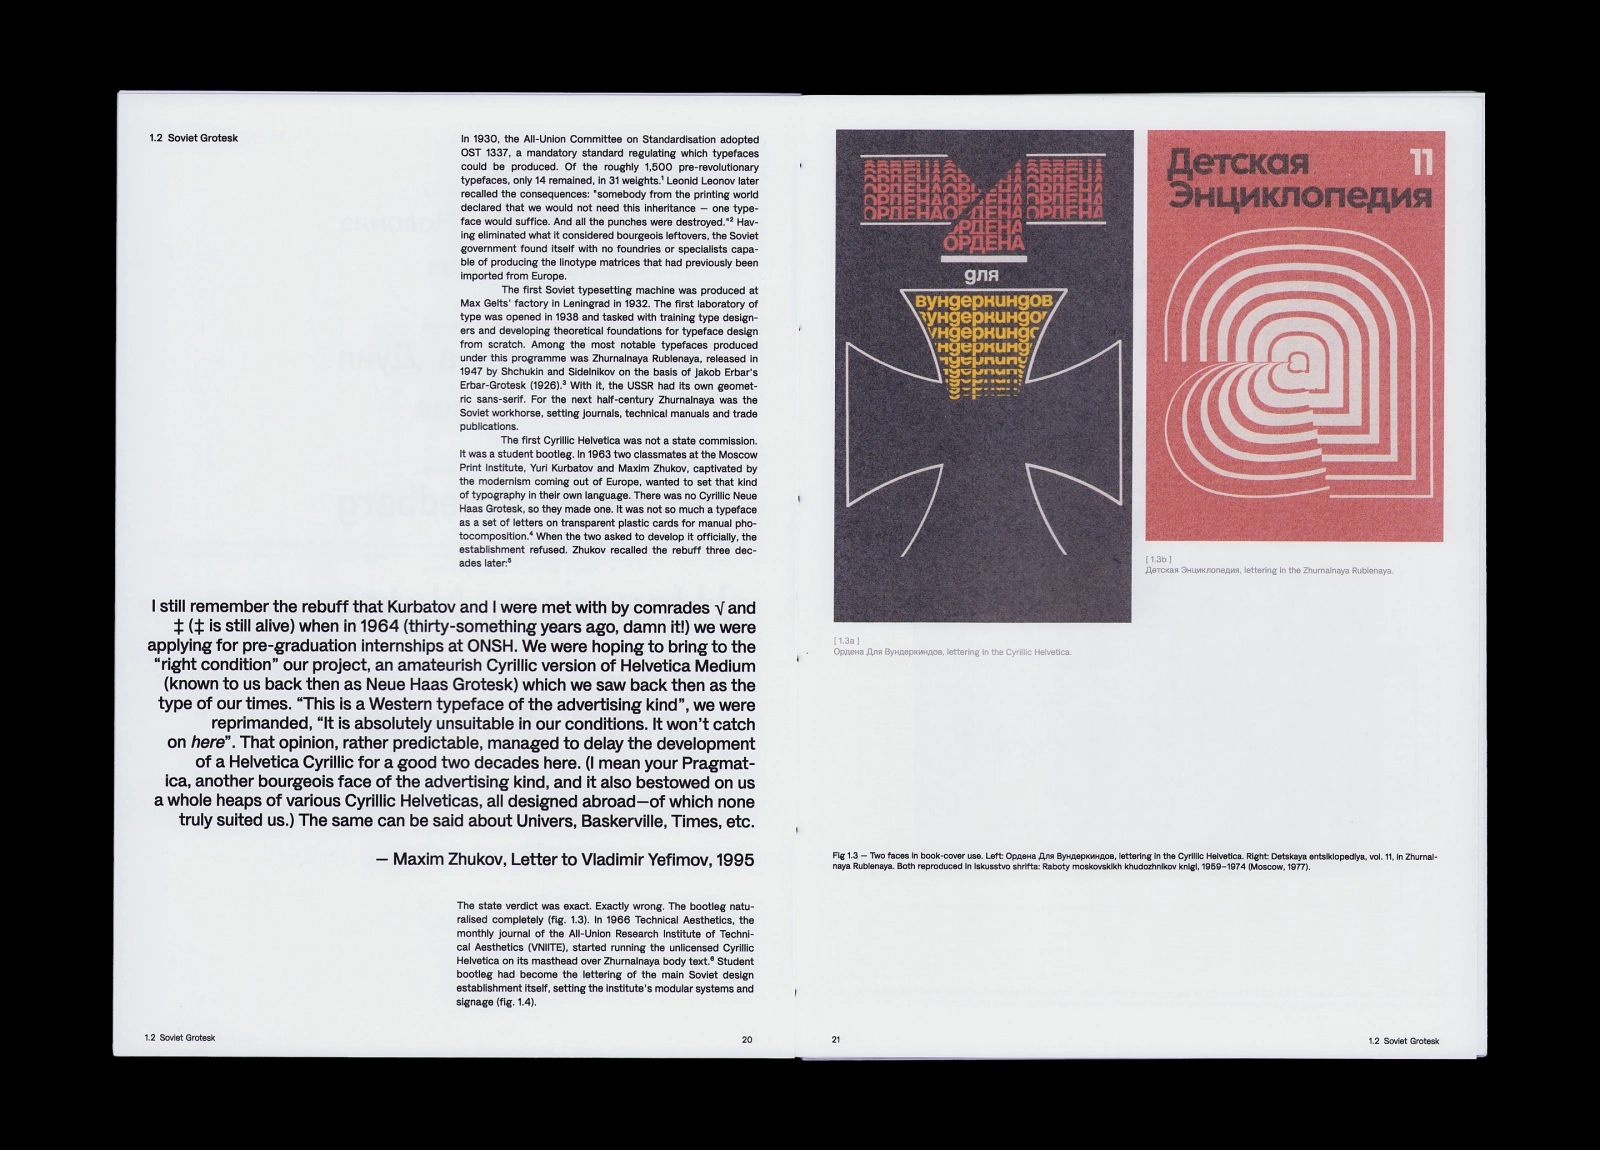 1.2 Soviet Grotesk
In 1930, the All-Union Committee on Standardisation adopted
OST 1337, a mandatory standard regulating which typefaces
could be produced. Of the roughly 1,500 pre-revolutionary
typefaces, only 14 remained, in 31 weights.¹ Leonid Leonov later
recalled the consequences: "somebody from the printing world
declared that we would not need this inheritance — one type-
face would suffice. And all the punches were destroyed."² Hav-
ing eliminated what it considered bourgeois leftovers, the Soviet
government found itself with no foundries or specialists capa-
ble of producing the linotype matrices that had previously been
imported from Europe.
The first Soviet typesetting machine was produced at
Max Gelts' factory in Leningrad in 1932. The first laboratory of
type was opened in 1938 and tasked with training type design-
ers and developing theoretical foundations for typeface design
from scratch. Among the most notable typefaces produced
under this programme was Zhurnalnaya Rublenaya, released in
1947 by Shchukin and Sidelnikov on the basis of Jakob Erbar's
Erbar-Grotesk (1926).³ With it, the USSR had its own geomet-
ric sans-serif. For the next half-century Zhurnalnaya was the
Soviet workhorse, setting journals, technical manuals and trade
publications.
The first Cyrillic Helvetica was not a state commission.
It was a student bootleg. In 1963 two classmates at the Moscow
Print Institute, Yuri Kurbatov and Maxim Zhukov, captivated by
the modernism coming out of Europe, wanted to set that kind
of typography in their own language. There was no Cyrillic Neue
Haas Grotesk, so they made one. It was not so much a typeface
as a set of letters on transparent plastic cards for manual pho-
tocomposition.⁴ When the two asked to develop it officially, the
establishment refused. Zhukov recalled the rebuff three dec-
ades later:⁵
I still remember the rebuff that Kurbatov and I were met with by comrades √ and
‡ (‡ is still alive) when in 1964 (thirty-something years ago, damn it!) we were
applying for pre-graduation internships at ONSH. We were hoping to bring to the
“right condition” our project, an amateurish Cyrillic version of Helvetica Medium
(known to us back then as Neue Haas Grotesk) which we saw back then as the
type of our times. “This is a Western typeface of the advertising kind”, we were
reprimanded, “It is absolutely unsuitable in our conditions. It won’t catch
on here”. That opinion, rather predictable, managed to delay the development
of a Helvetica Cyrillic for a good two decades here. (I mean your Pragmat-
ica, another bourgeois face of the advertising kind, and it also bestowed on us
a whole heaps of various Cyrillic Helveticas, all designed abroad—of which none
truly suited us.) The same can be said about Univers, Baskerville, Times, etc.
— Maxim Zhukov, Letter to Vladimir Yefimov, 1995
The state verdict was exact. Exactly wrong. The bootleg natu-
ralised completely (fig. 1.3). In 1966 Technical Aesthetics, the
monthly journal of the All-Union Research Institute of Techni-
cal Aesthetics (VNIITE), started running the unlicensed Cyrillic
Helvetica on its masthead over Zhurnalnaya body text.⁶ Student
bootleg had become the lettering of the main Soviet design
establishment itself, setting the institute's modular systems and
signage (fig. 1.4).
1.2 Soviet Grotesk
20
ОРДЕНА ОРДЕНА ОРДЕНА
ОРДЕНА
ОРДЕНА
для
вундеркиндов
вундеркиндов
вундеркиндов
вундеркиндов
[ 1.3a ]
Ордена Для Вундеркиндов, lettering in the Cyrillic Helvetica.
Детская 11
Энциклопедия
[ 1.3b ]
Детская Энциклопедия, lettering in the Zhurnalnaya Rublenaya.
Fig 1.3 — Two faces in book-cover use. Left: Ордена Для Вундеркиндов, lettering in the Cyrillic Helvetica. Right: Detskaya entsiklopediya, vol. 11, in Zhurnal-
naya Rublenaya. Both reproduced in Iskusstvo shrifta: Raboty moskovskikh khudozhnikov knigi, 1959–1974 (Moscow, 1977).
21
1.2 Soviet Grotesk